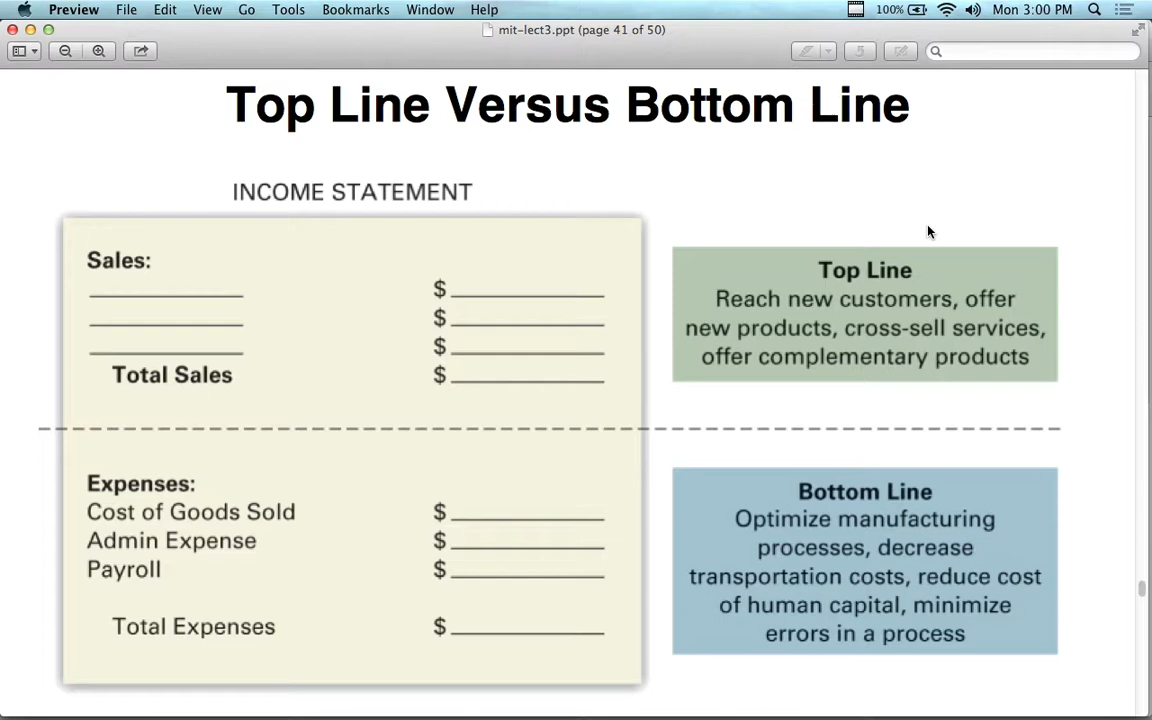 Preview File Edit View Go Tools Bookmarks Window Help 100% Mon 3:00 PM
mit-lect3.ppt (page 41 of 50)
Top Line Versus Bottom Line
INCOME STATEMENT
Sales:
$
$
$
Total Sales $
Top Line
Reach new customers, offer
new products, cross-sell services,
offer complementary products
Expenses:
Cost of Goods Sold $
Admin Expense $
Payroll $
Total Expenses $
Bottom Line
Optimize manufacturing
processes, decrease
transportation costs, reduce cost
of human capital, minimize
errors in a process